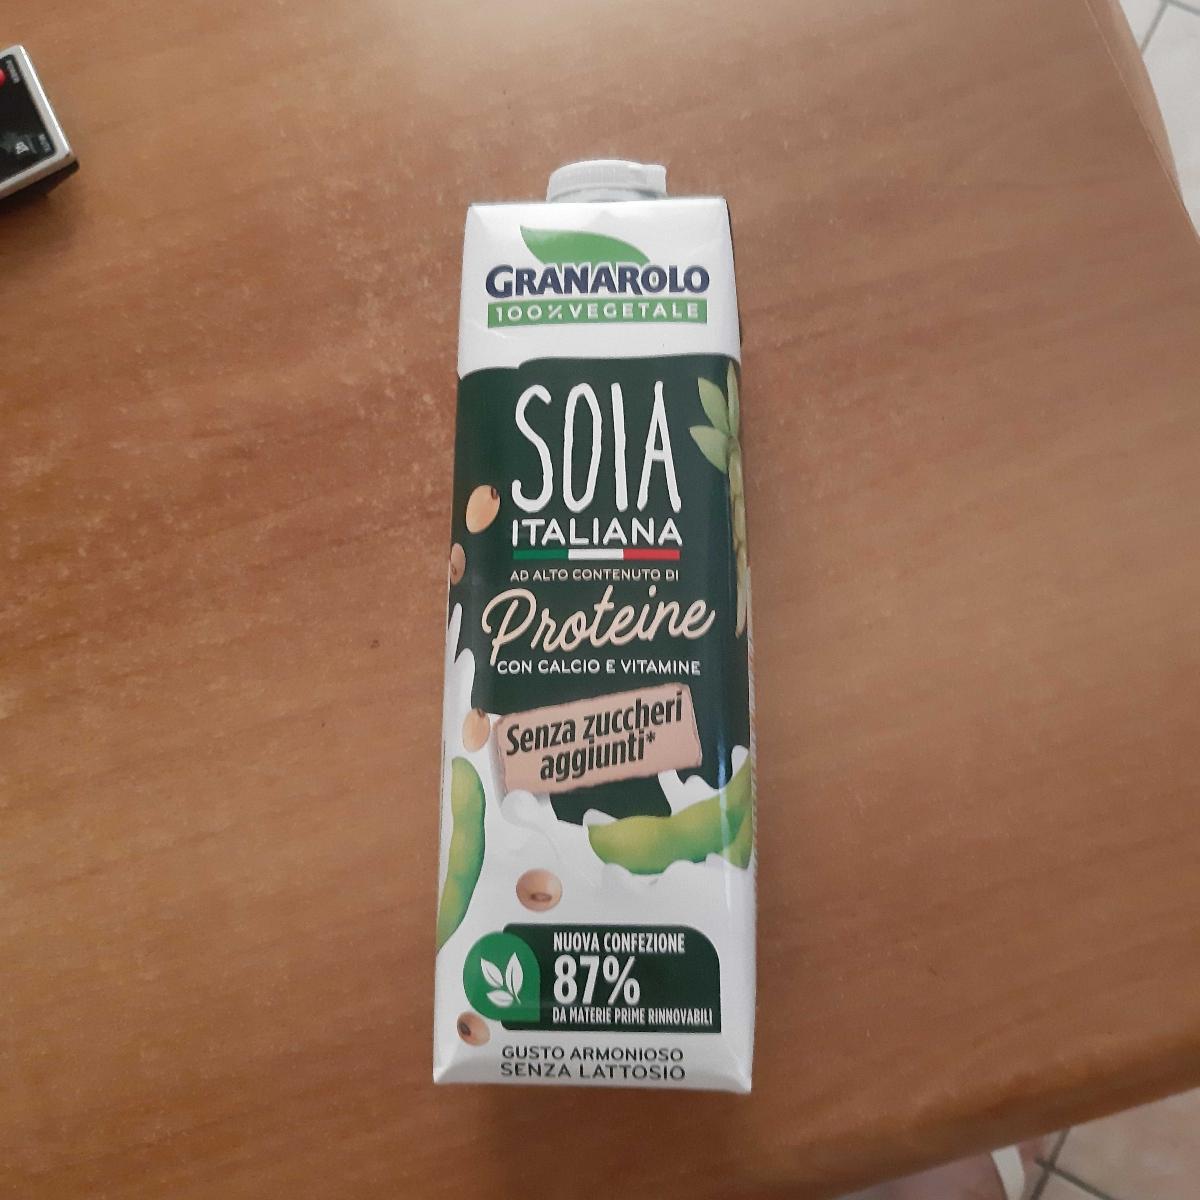 GRANAROLO
100% VEGETALE
SOIA
ITALIANA
AD ALTO CONTENUTO DI
Proteine
CON CALCIO E VITAMINE
Senza zuccheri
aggiunti*
NUOVA CONFEZIONE
87%
DA MATERIE PRIME RINNOVABILI
GUSTO ARMONIOSO
SENZA LATTOSIO